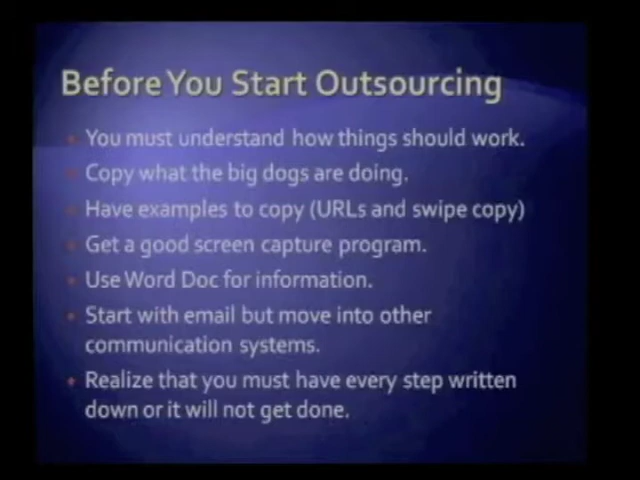 Before You Start Outsourcing
You must understand how things should work.
Copy what the big dogs are doing.
Have examples to copy (URLs and swipe copy)
Get a good screen capture program.
Use Word Doc for information.
Start with email but move into other
communication systems.
Realize that you must have every step written
down or it will not get done.